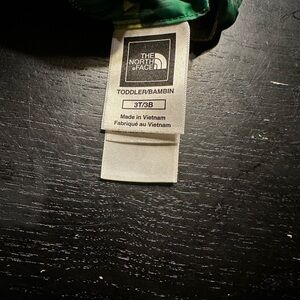 THE
NORTH
FACE
TODDLER/BAMBIN
3T/3B
Made in Vietnam
Fabriqué au Vietnam